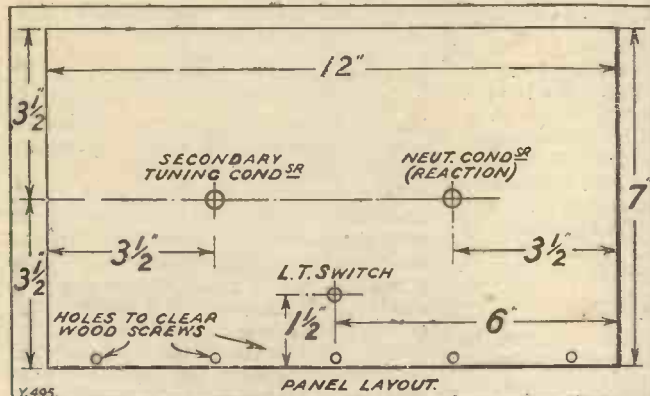 12"
3½"
SECONDARY
TUNING CONDSR
NEUT. CONDSR
(REACTION)
7"
3½"
3½"
3½"
L.T. SWITCH
1½"
6"
HOLES TO CLEAR
WOOD SCREWS
PANEL LAYOUT.
Y.495.